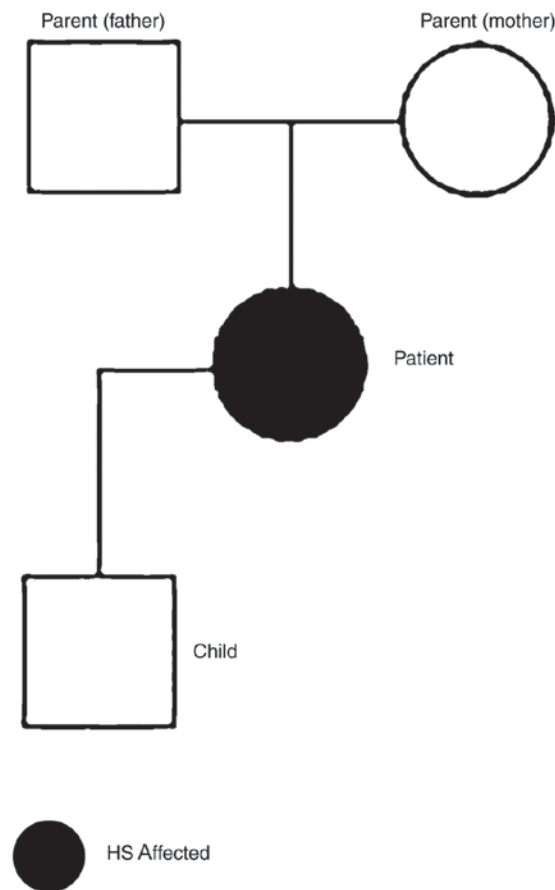 Parent (father)
Parent (mother)
Patient
Child
HS Affected